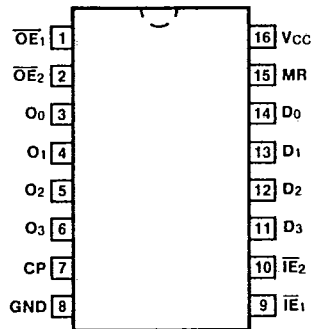 OE1 1 16 VCC
OE2 2 15 MR
O0 3 14 D0
O1 4 13 D1
O2 5 12 D2
O3 6 11 D3
CP 7 10 IE2
GND 8 9 IE1